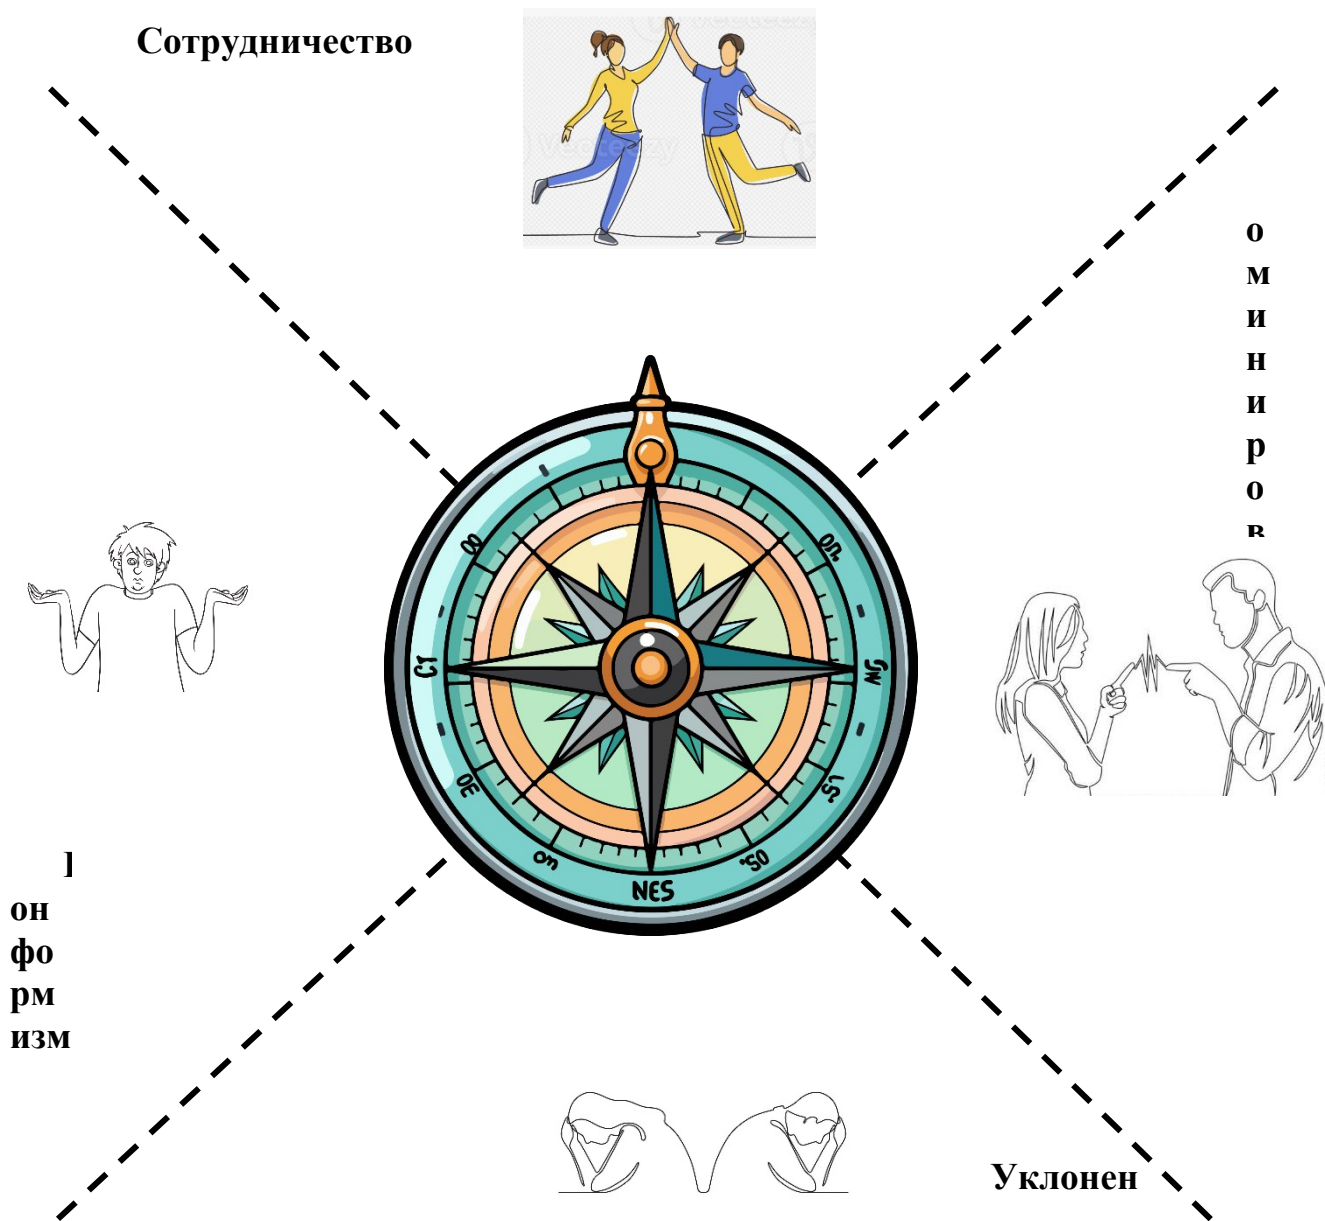 Сотрудничество
о
м
и
н
и
р
о
в
он
фо
рм
изм
NES
Уклонен